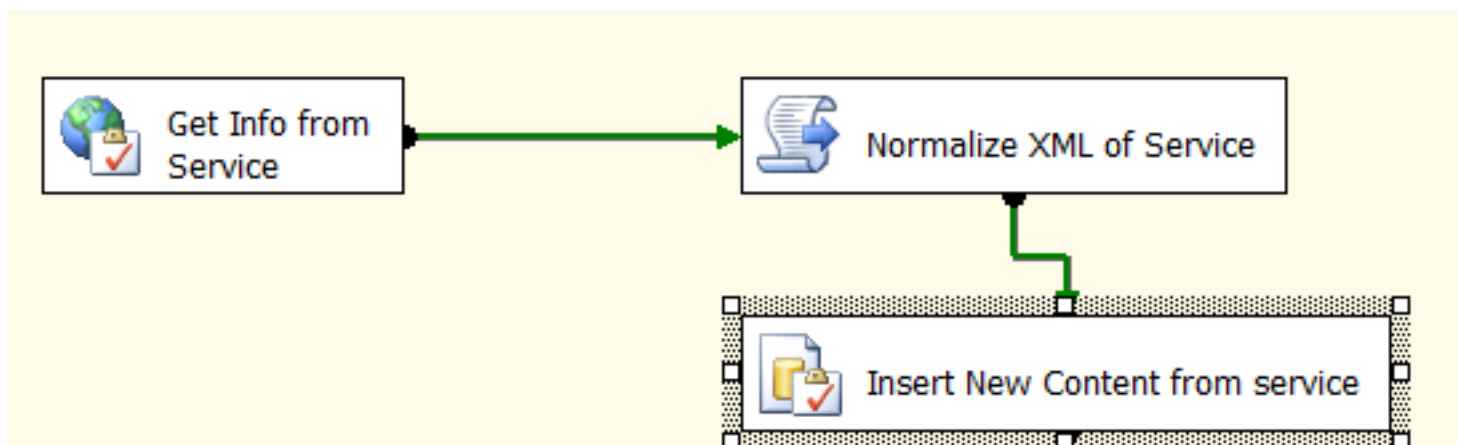 Get Info from
Service
Normalize XML of Service
Insert New Content from service